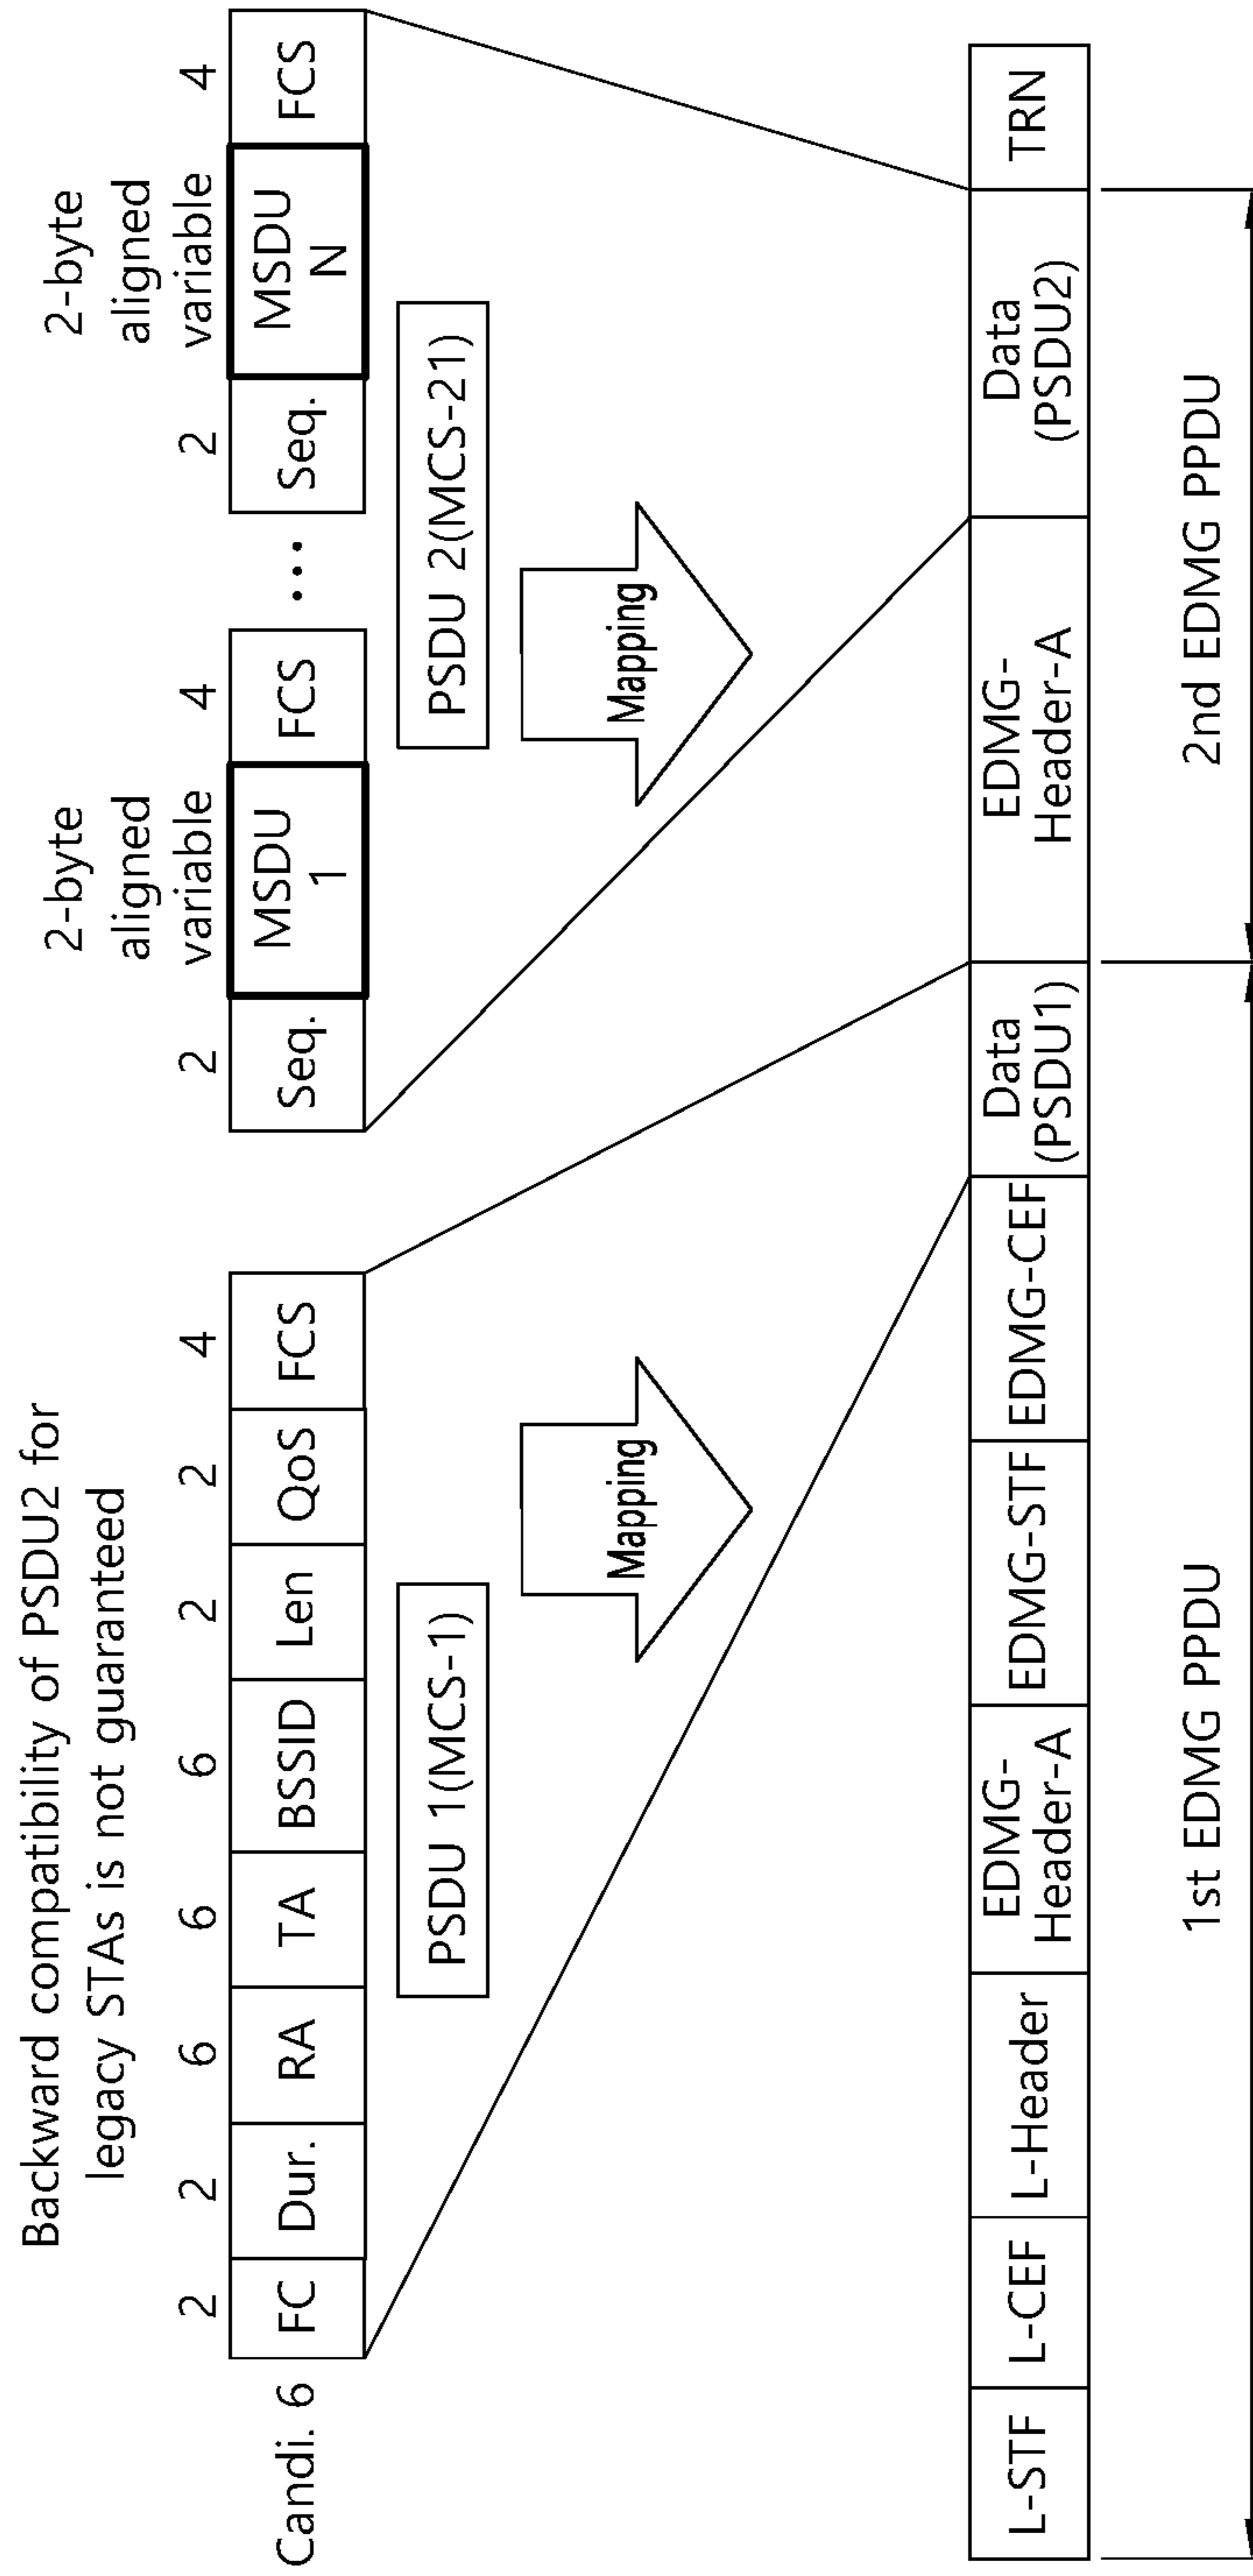 Backward compatibility of PSDU2 for
legacy STAs is not guaranteed
2-byte
aligned
variable
2-byte
aligned
variable
2 2 6 6 6 2 2 4 2 4 2 4
Candi. 6 FC Dur. RA TA BSSID Len QoS FCS Seq. MSDU 1 FCS ... Seq. MSDU N FCS
PSDU 1(MCS-1)
PSDU 2(MCS-21)
Mapping
Mapping
L-STF L-CEF L-Header EDMG-Header-A EDMG-STF EDMG-CEF Data (PSDU1) EDMG-Header-A Data (PSDU2) TRN
1st EDMG PPDU
2nd EDMG PPDU